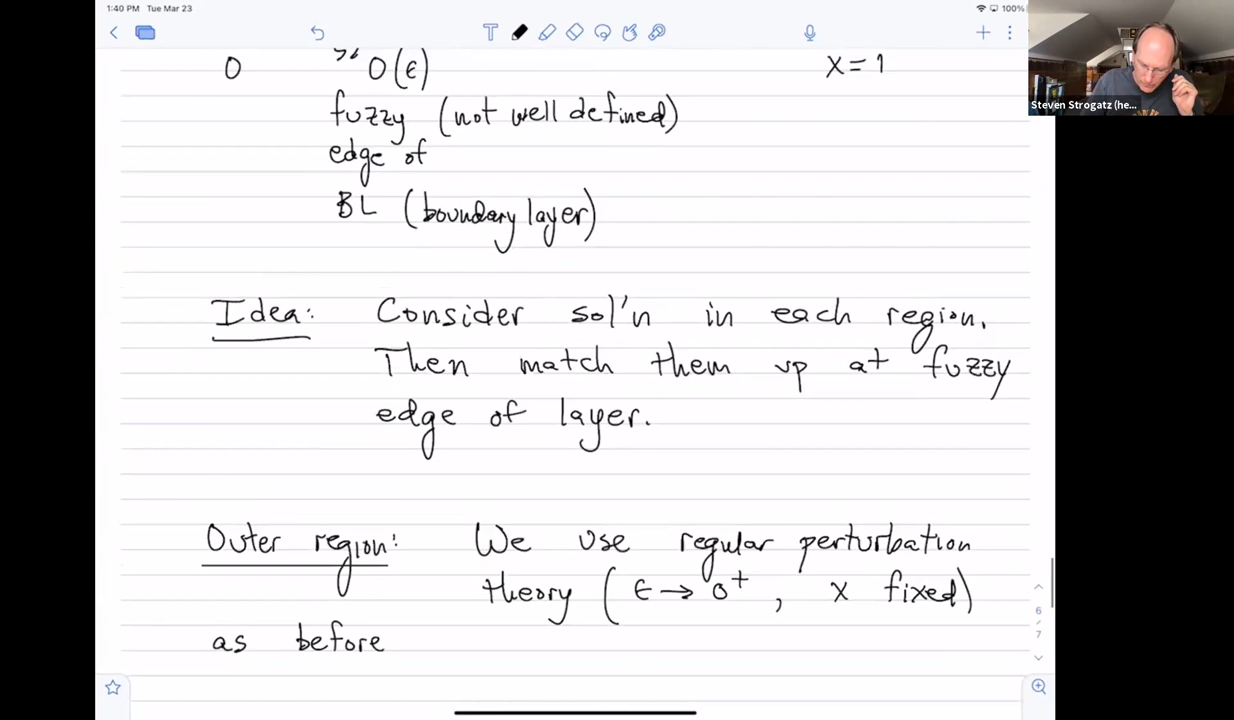 1:40 PM Tue Mar 23
100%
Steven Strogatz (he...
0 O(ε) x = 1
fuzzy (not well defined)
edge of
BL (boundary layer)
Idea: Consider sol'n in each region.
Then match them up at fuzzy
edge of layer.
Outer region: We use regular perturbation
theory (ε → 0⁺, x fixed)
as before
6
/
7